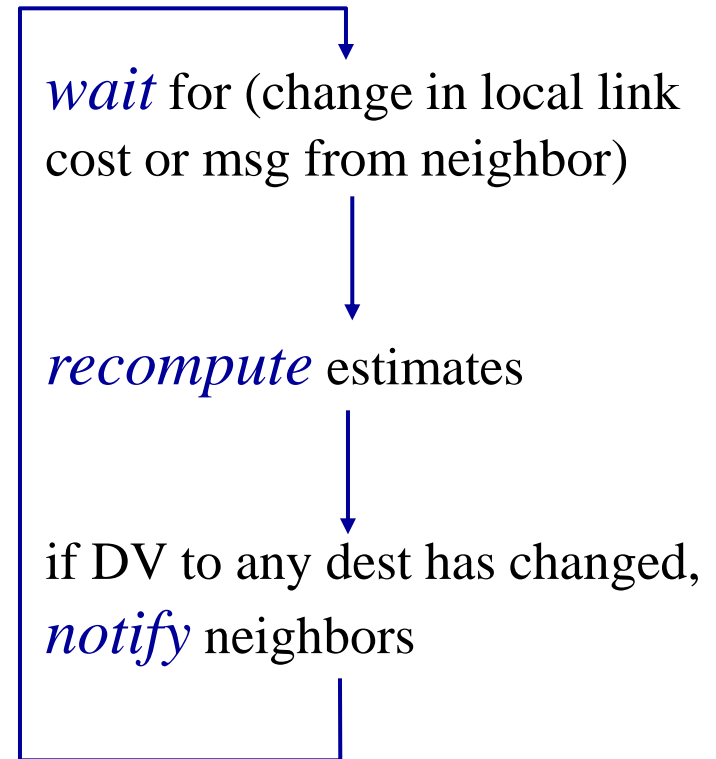 wait for (change in local link
cost or msg from neighbor)
recompute estimates
if DV to any dest has changed,
notify neighbors